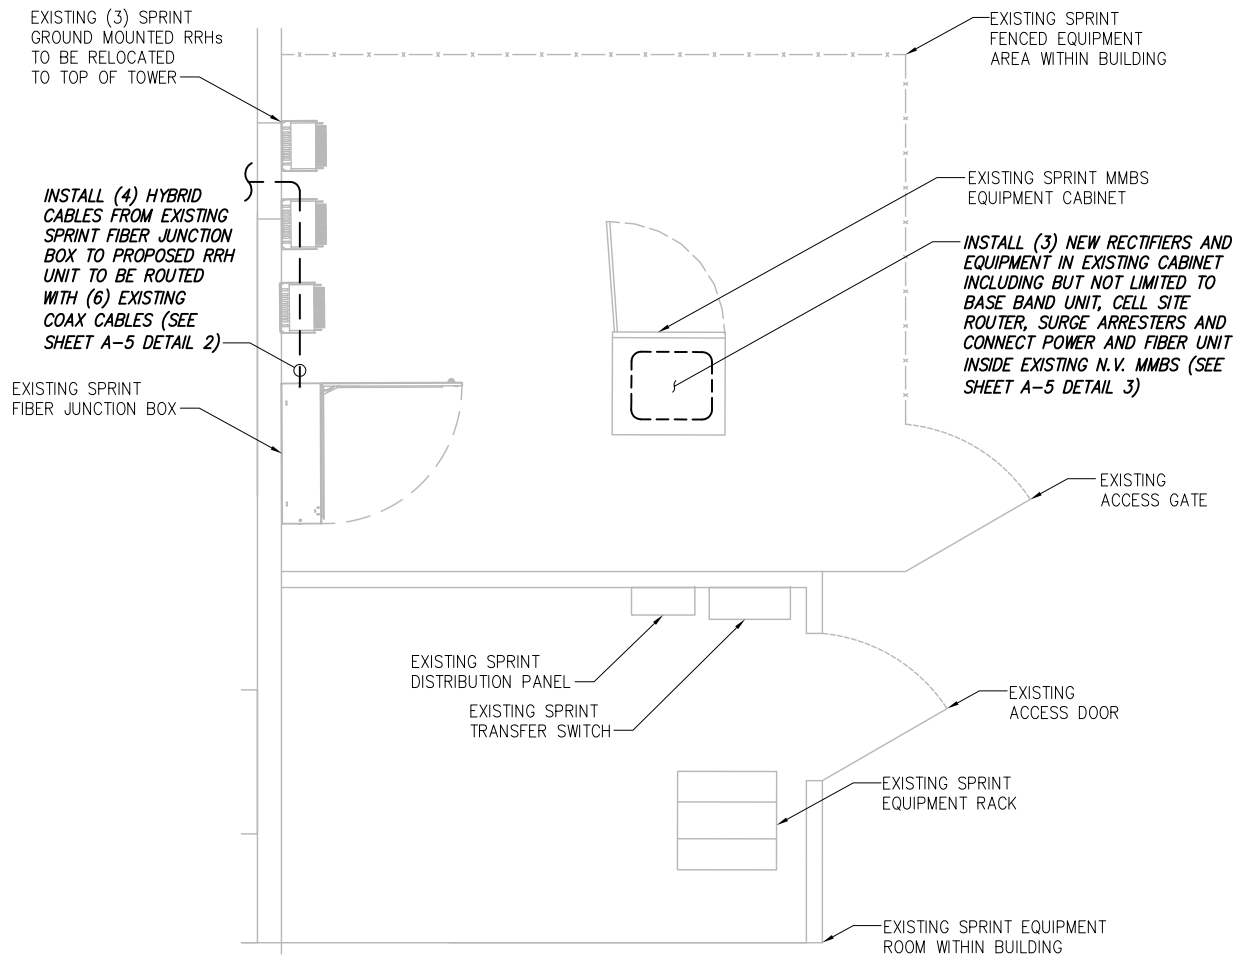 EXISTING (3) SPRINT
GROUND MOUNTED RRHs
TO BE RELOCATED
TO TOP OF TOWER
EXISTING SPRINT
FENCED EQUIPMENT
AREA WITHIN BUILDING
INSTALL (4) HYBRID
CABLES FROM EXISTING
SPRINT FIBER JUNCTION
BOX TO PROPOSED RRH
UNIT TO BE ROUTED
WITH (6) EXISTING
COAX CABLES (SEE
SHEET A-5 DETAIL 2)
EXISTING SPRINT MMBS
EQUIPMENT CABINET
INSTALL (3) NEW RECTIFIERS AND
EQUIPMENT IN EXISTING CABINET
INCLUDING BUT NOT LIMITED TO
BASE BAND UNIT, CELL SITE
ROUTER, SURGE ARRESTERS AND
CONNECT POWER AND FIBER UNIT
INSIDE EXISTING N.V. MMBS (SEE
SHEET A-5 DETAIL 3)
EXISTING SPRINT
FIBER JUNCTION BOX
EXISTING
ACCESS GATE
EXISTING SPRINT
DISTRIBUTION PANEL
EXISTING SPRINT
TRANSFER SWITCH
EXISTING
ACCESS DOOR
EXISTING SPRINT
EQUIPMENT RACK
EXISTING SPRINT EQUIPMENT
ROOM WITHIN BUILDING